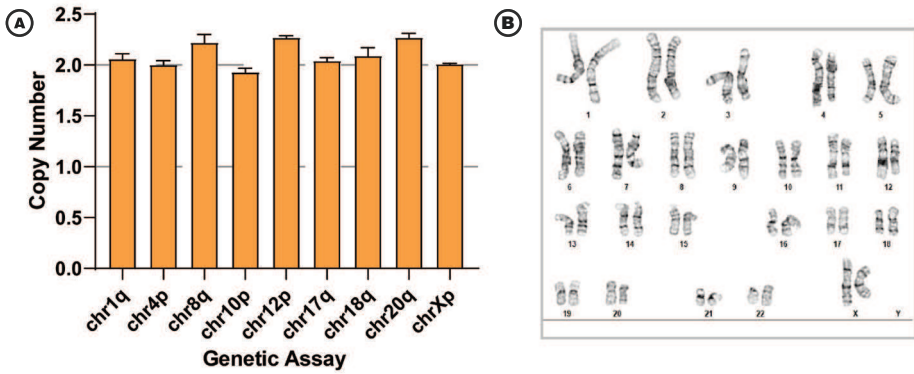 A
Copy Number
2.5
2.0
1.5
1.0
0.5
0.0
chr1q chr4p chr8q chr10p chr12p chr17q chr18q chr20q chrXp
Genetic Assay
B
1 2 3 4 5
6 7 8 9 10 11 12
13 14 15 16 17 18
19 20 21 22 X Y